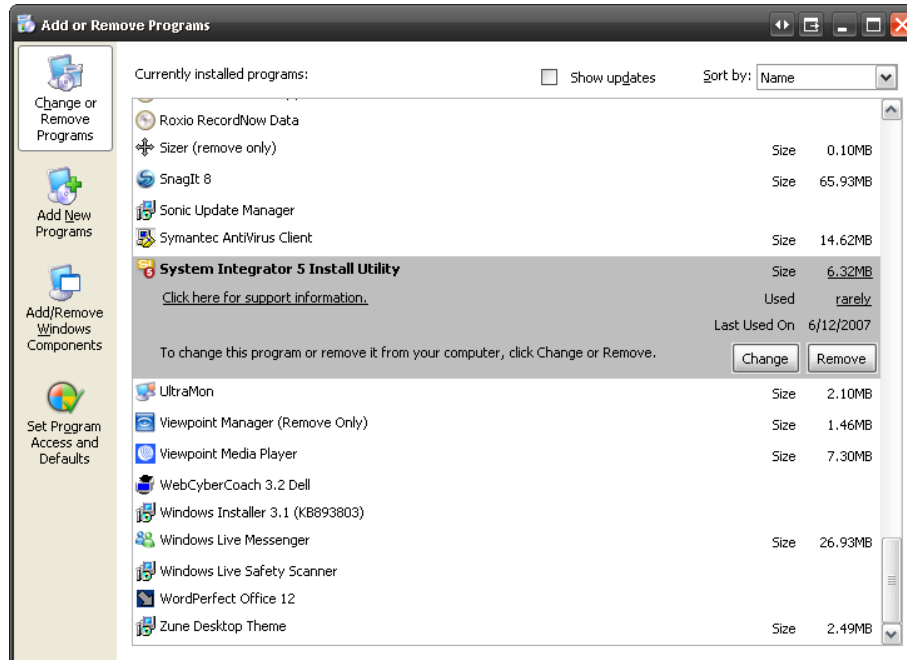 Add or Remove Programs
Change or
Remove
Programs
Add New
Programs
Add/Remove
Windows
Components
Set Program
Access and
Defaults
Currently installed programs:
Show updates
Sort by: Name
Roxio RecordNow Data
Sizer (remove only) Size 0.10MB
SnagIt 8 Size 65.93MB
Sonic Update Manager
Symantec AntiVirus Client Size 14.62MB
System Integrator 5 Install Utility Size 6.32MB
Click here for support information. Used rarely
Last Used On 6/12/2007
To change this program or remove it from your computer, click Change or Remove. Change Remove
UltraMon Size 2.10MB
Viewpoint Manager (Remove Only) Size 1.46MB
Viewpoint Media Player Size 7.30MB
WebCyberCoach 3.2 Dell
Windows Installer 3.1 (KB893803)
Windows Live Messenger Size 26.93MB
Windows Live Safety Scanner
WordPerfect Office 12
Zune Desktop Theme Size 2.49MB